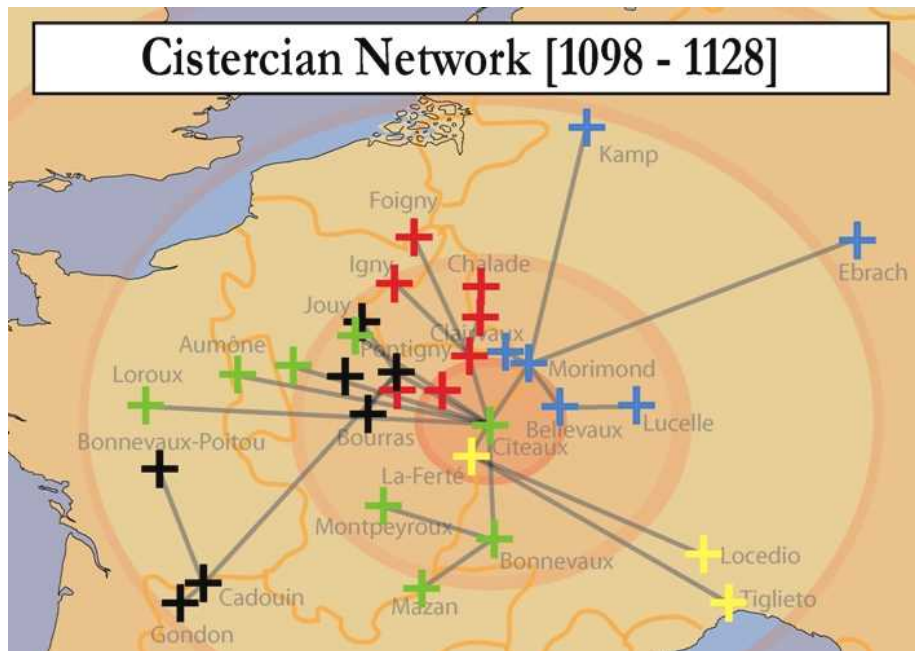 Cistercian Network [1098 - 1128]
Kamp
Foigny
Igny
Chalade
Ebrach
Jouy
Clairvaux
Aumône
Pontigny
Morimond
Loroux
Bellevaux
Lucelle
Bonnevaux-Poitou
Bourras
Citeaux
La-Ferté
Montpeyroux
Bonnevaux
Locedio
Cadouin
Mazan
Tiglieto
Gondon